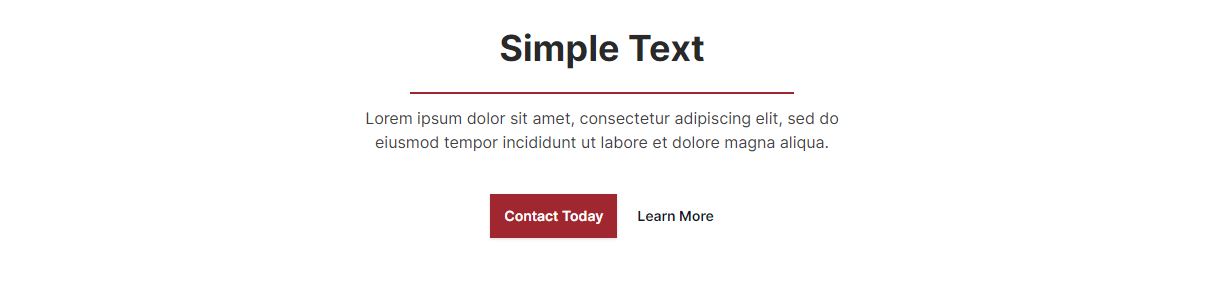 Simple Text
Lorem ipsum dolor sit amet, consectetur adipiscing elit, sed do
eiusmod tempor incididunt ut labore et dolore magna aliqua.
Contact Today
Learn More